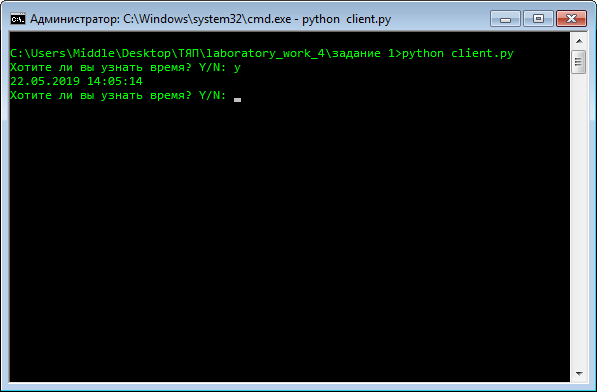 Администратор: C:\Windows\system32\cmd.exe - python  client.py
C:\Users\Middle\Desktop\ТЯП\laboratory_work_4\задание 1>python client.py
Хотите ли вы узнать время? Y/N: y
22.05.2019 14:05:14
Хотите ли вы узнать время? Y/N: